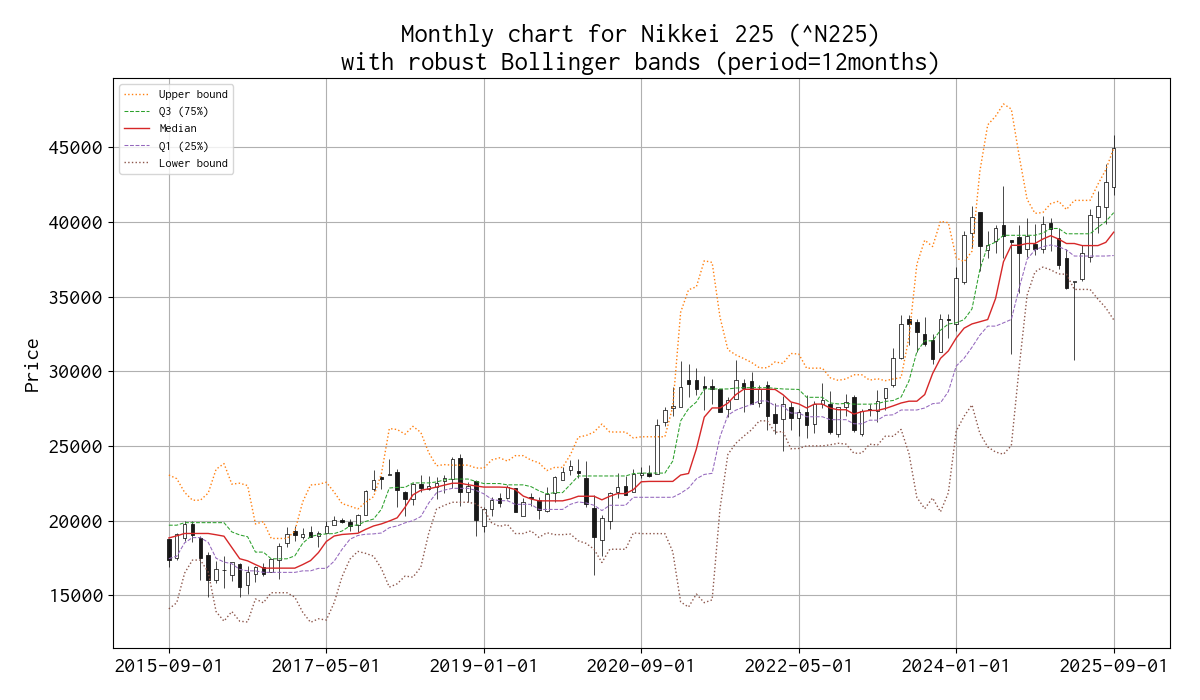 Monthly chart for Nikkei 225 (^N225)
with robust Bollinger bands (period=12months)
Upper bound
Q3 (75%)
Median
Q1 (25%)
Lower bound
Price
45000
40000
35000
30000
25000
20000
15000
2015-09-01
2017-05-01
2019-01-01
2020-09-01
2022-05-01
2024-01-01
2025-09-01